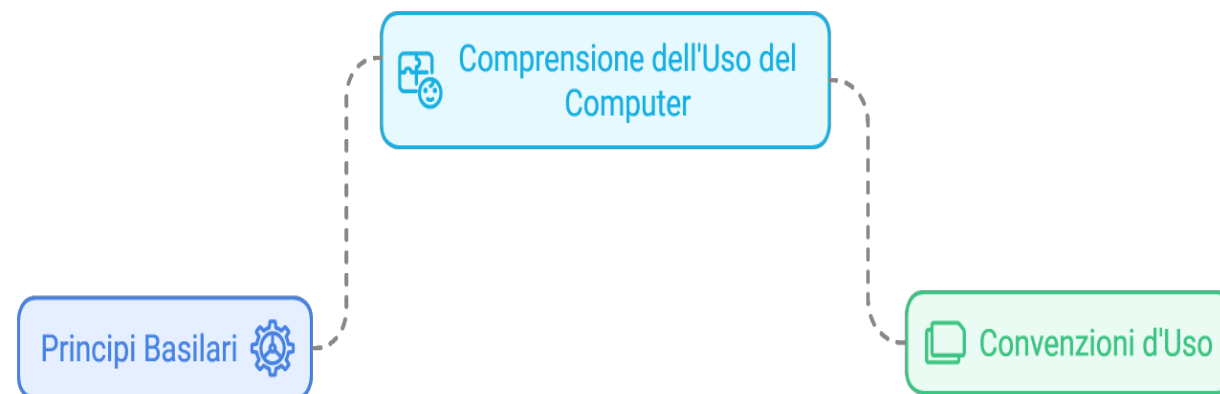 Comprensione dell'Uso del
Computer
Principi Basilari
Convenzioni d'Uso